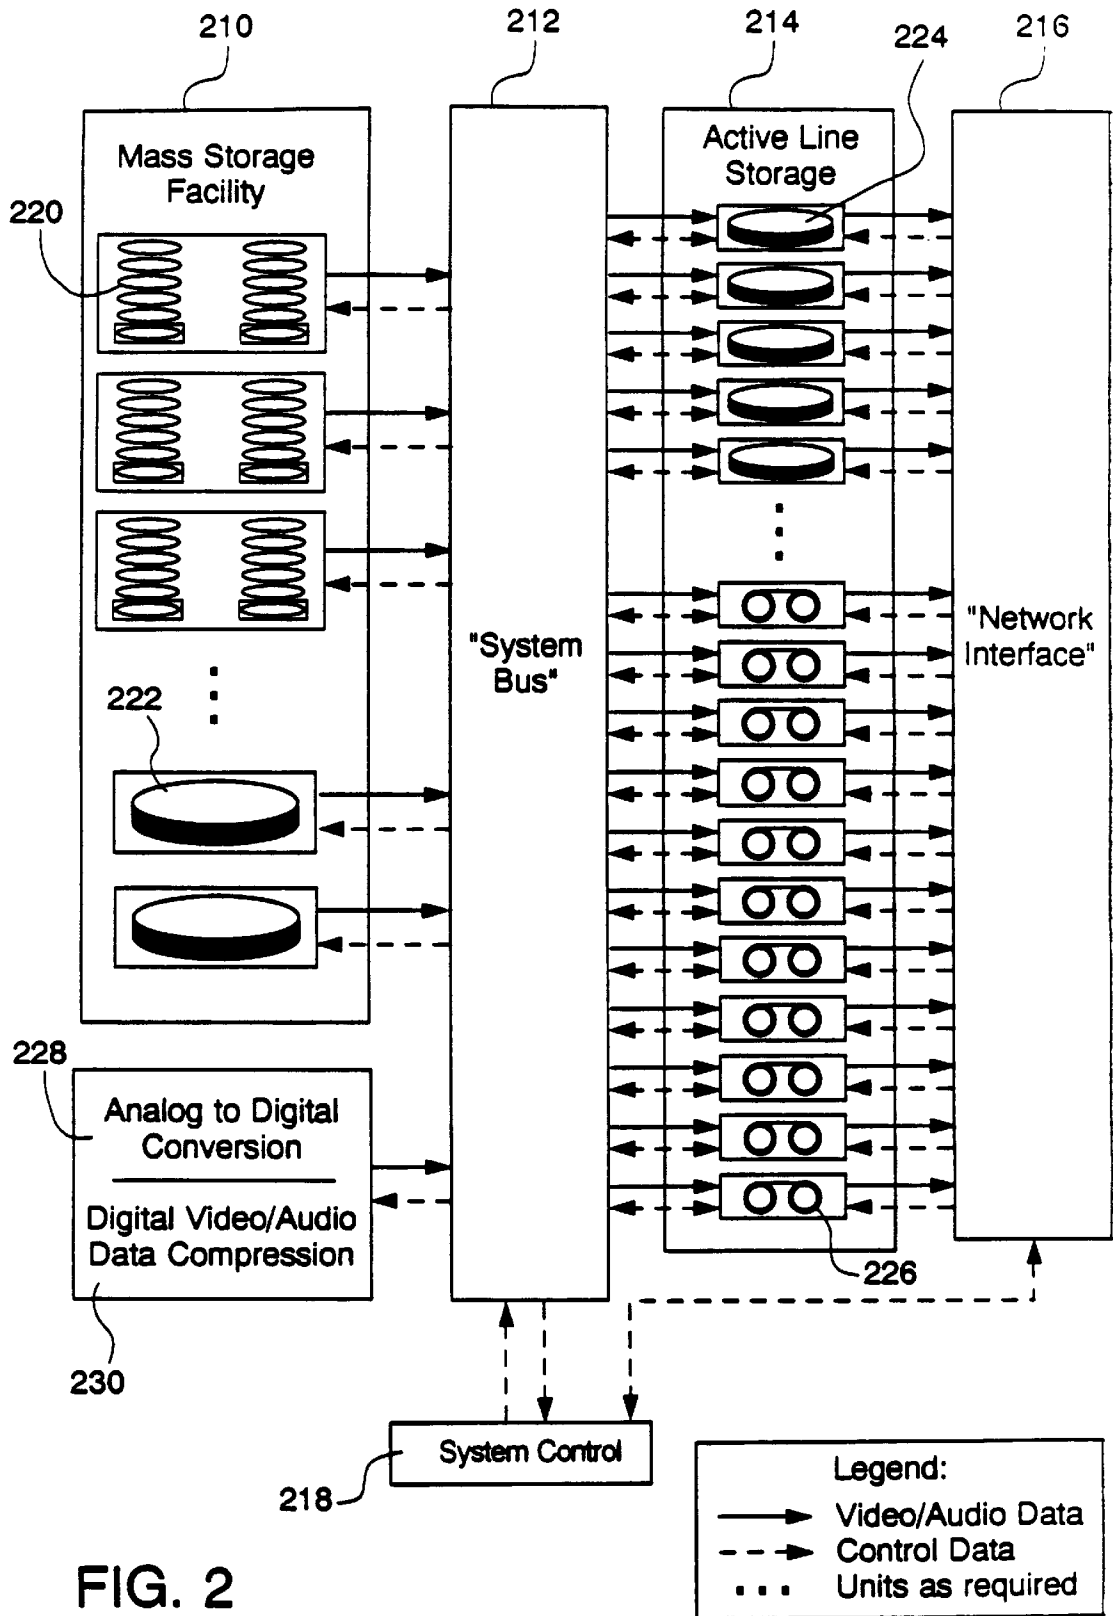 210
212
214
224
216
Mass Storage
Facility
220
222
"System
Bus"
Active Line
Storage
"Network
Interface"
228
Analog to Digital
Conversion
Digital Video/Audio
Data Compression
230
226
System Control
218
Legend:
Video/Audio Data
Control Data
Units as required
FIG. 2